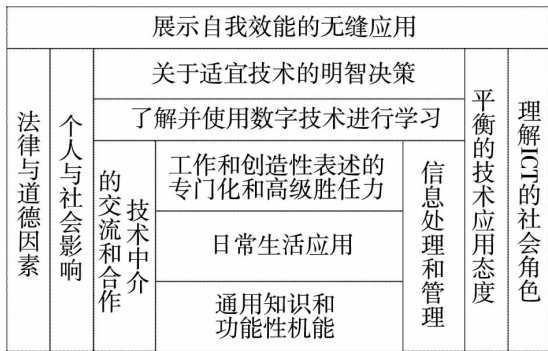 展示自我效能的无缝应用
法律与道德因素
个人与社会影响
关于适宜技术的明智决策
了解并使用数字技术进行学习
技术中介
的交流和合作
工作和创造性表述的
专门化和高级胜任力
日常生活应用
通用知识和
功能性机能
信息处理和管理
平衡的技术应用态度
理解ICT的社会角色